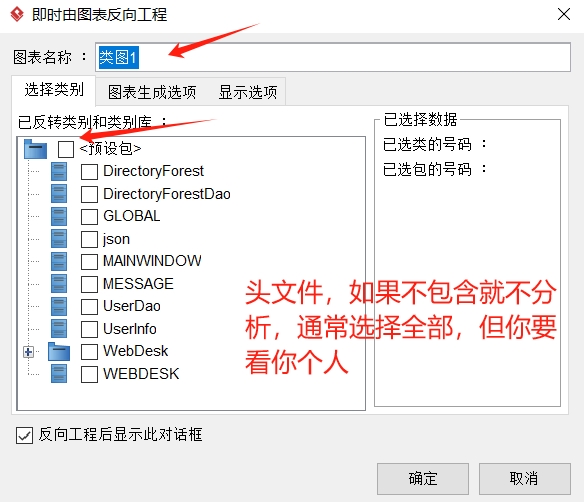 即时由图表反向工程
图表名称 :
类图1
选择类别
图表生成选项
显示选项
已反转类别和类别库 :
<预设包>
DirectoryForest
DirectoryForestDao
GLOBAL
json
MAINWINDOW
MESSAGE
UserDao
UserInfo
WebDesk
WEBDESK
已选择数据
已选类的号码 :
已选包的号码 :
头文件，如果不包含就不分
析，通常选择全部，但你要
看你个人
反向工程后显示此对话框
确定
取消